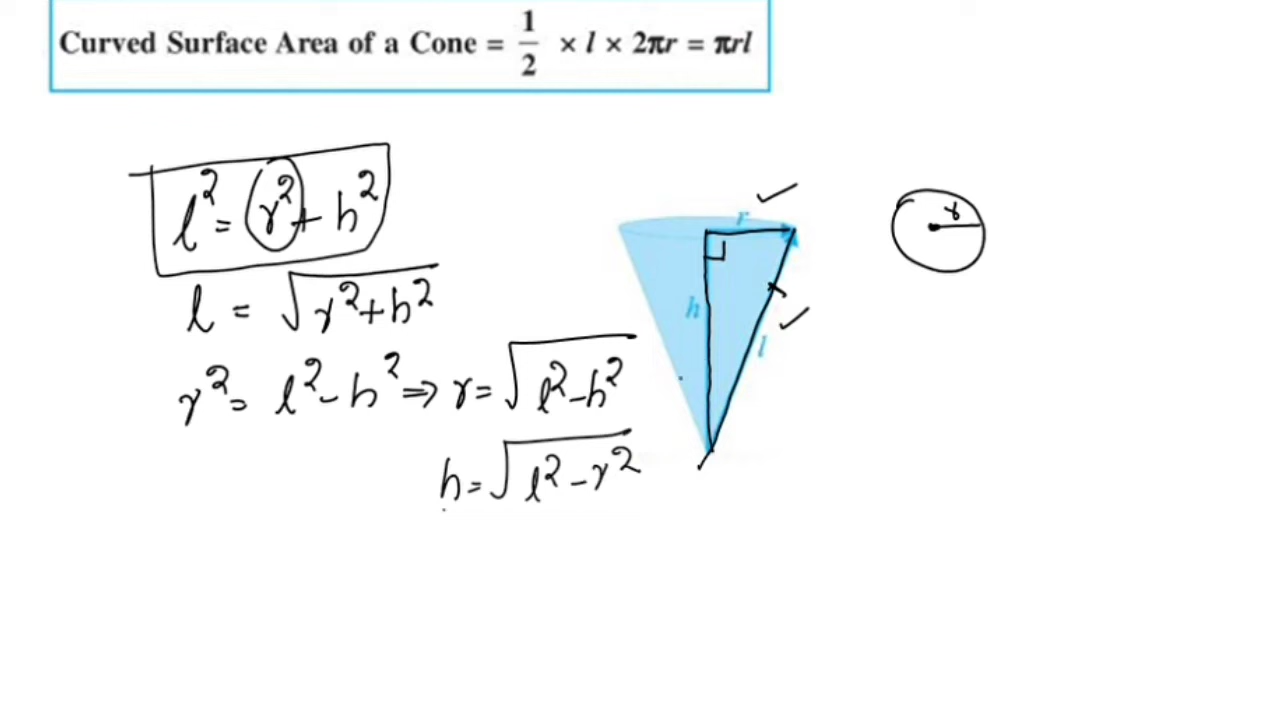 Curved Surface Area of a Cone = 1/2 × l × 2πr = πrl
l² = r² + h²
l = √(r² + h²)
r² = l² - h² ⇒ r = √(l² - h²)
h = √(l² - r²)
r
h
l
r